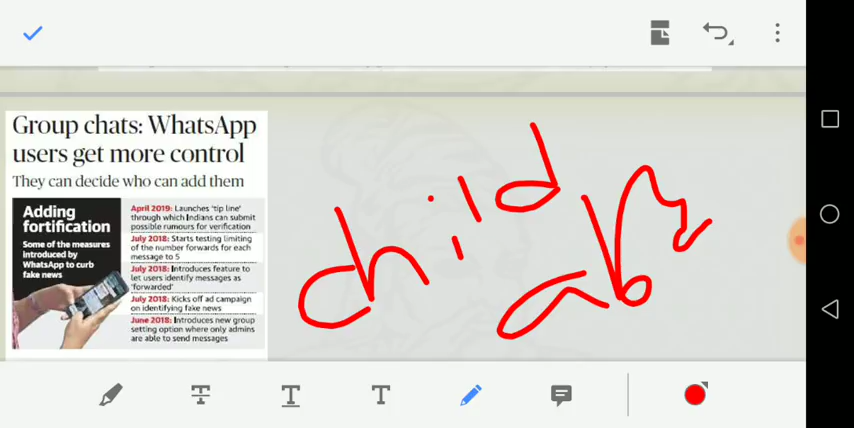 Group chats: WhatsApp
users get more control
They can decide who can add them
Adding
fortification
Some of the measures
introduced by
WhatsApp to curb
fake news
April 2019: Launches 'tip line'
through which Indians can submit
possible rumours for verification
July 2018: Starts testing limiting
of the number forwards for each
message to 5
July 2018: Introduces feature to
let users identify messages as
'forwarded'
July 2018: Kicks off ad campaign
on identifying fake news
June 2018: Introduces new group
setting option where only admins
are able to send messages
child
T T T